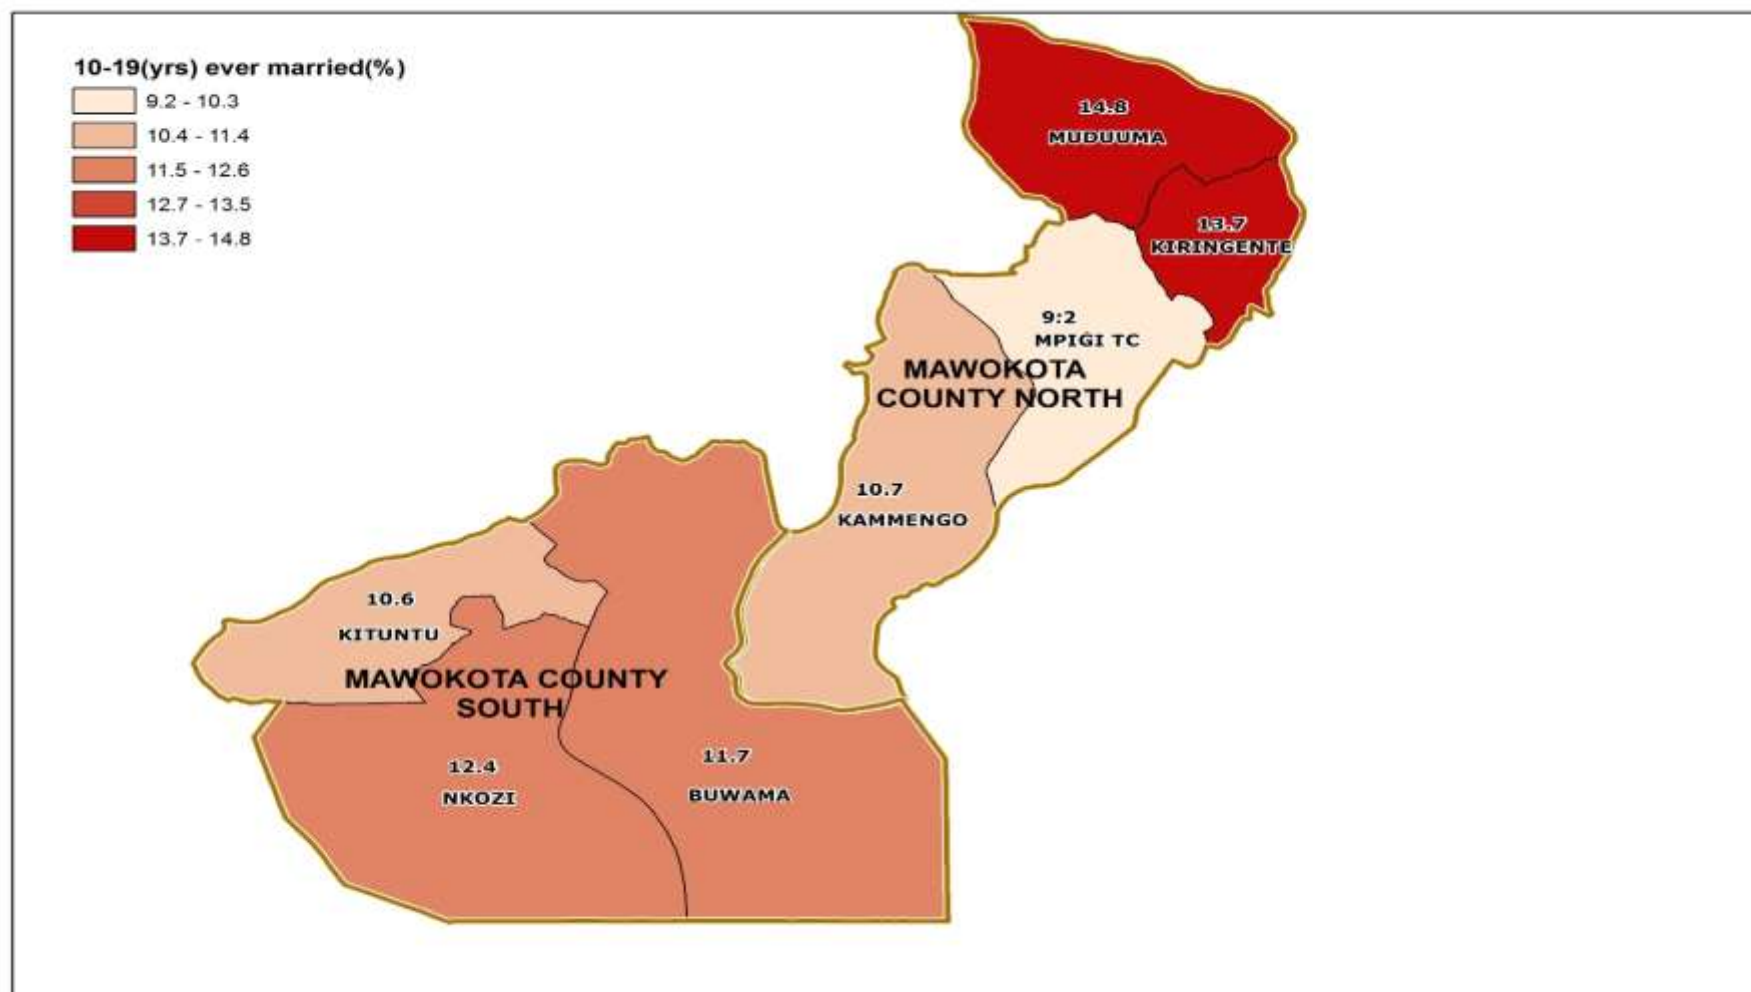 10-19(yrs) ever married(%)
9.2 - 10.3
10.4 - 11.4
11.5 - 12.6
12.7 - 13.5
13.7 - 14.8
14.8
MUDUUMA
13.7
KIRINGENTE
9:2
MPIGI TC
MAWOKOTA
COUNTY NORTH
10.7
KAMMENGO
10.6
KITUNTU
MAWOKOTA COUNTY
SOUTH
12.4
NKOZI
11.7
BUWAMA